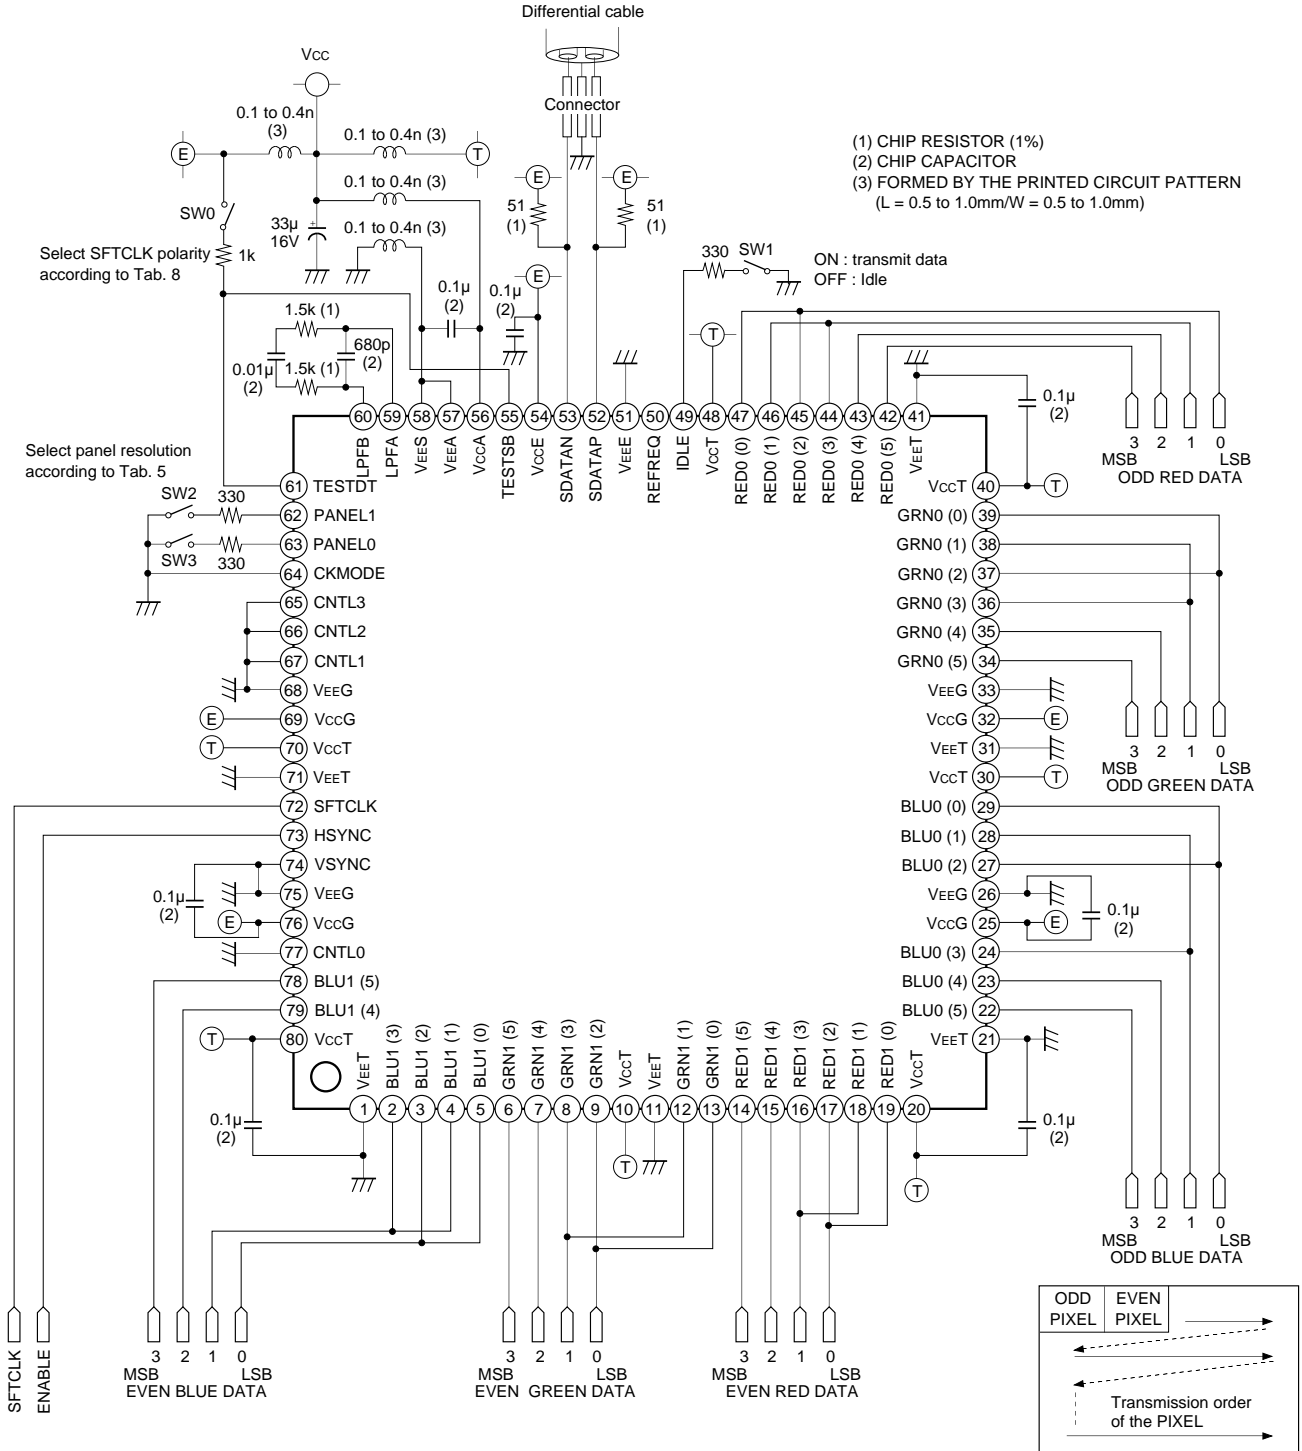 Differential cable
Vcc
Connector
0.1 to 0.4n
(3)
0.1 to 0.4n (3)
E
T
0.1 to 0.4n (3)
0.1 to 0.4n (3)
SW0
33µ
16V
1k
Select SFTCLK polarity
according to Tab. 8
(1) CHIP RESISTOR (1%)
(2) CHIP CAPACITOR
(3) FORMED BY THE PRINTED CIRCUIT PATTERN
(L = 0.5 to 1.0mm/W = 0.5 to 1.0mm)
E
E
51
(1)
51
(1)
330
SW1
ON : transmit data
OFF : Idle
0.1µ
(2)
0.1µ
(2)
E
T
1.5k (1)
680p
(2)
0.01µ
(2)
1.5k (1)
0.1µ
(2)
3 2 1 0
MSB LSB
ODD RED DATA
60 59 58 57 56 55 54 53 52 51 50 49 48 47 46 45 44 43 42 41
LPFB
LPFA
VEES
VEEA
VCCA
TESTSB
VCCE
SDATAN
SDATAP
VEEE
REFREQ
IDLE
VCCT
RED0 (0)
RED0 (1)
RED0 (2)
RED0 (3)
RED0 (4)
RED0 (5)
VEET
Select panel resolution
according to Tab. 5
SW2
330
SW3
330
61 TESTDT
62 PANEL1
63 PANEL0
64 CKMODE
65 CNTL3
66 CNTL2
67 CNTL1
68 VEEG
E 69 VCCG
T 70 VCCT
71 VEET
72 SFTCLK
73 HSYNC
74 VSYNC
75 VEEG
E 76 VCCG
77 CNTL0
78 BLU1 (5)
79 BLU1 (4)
T 80 VCCT
0.1µ
(2)
0.1µ
(2)
VCCT 40 T
GRN0 (0) 39
GRN0 (1) 38
GRN0 (2) 37
GRN0 (3) 36
GRN0 (4) 35
GRN0 (5) 34
VEEG 33
VCCG 32 E
VEET 31
VCCT 30 T
BLU0 (0) 29
BLU0 (1) 28
BLU0 (2) 27
VEEG 26
VCCG 25 E
BLU0 (3) 24
BLU0 (4) 23
BLU0 (5) 22
VEET 21
3 2 1 0
MSB LSB
ODD GREEN DATA
0.1µ
(2)
0.1µ
(2)
3 2 1 0
MSB LSB
ODD BLUE DATA
VEET
BLU1 (3)
BLU1 (2)
BLU1 (1)
BLU1 (0)
GRN1 (5)
GRN1 (4)
GRN1 (3)
GRN1 (2)
VCCT
VEET
GRN1 (1)
GRN1 (0)
RED1 (5)
RED1 (4)
RED1 (3)
RED1 (2)
RED1 (1)
RED1 (0)
VCCT
1 2 3 4 5 6 7 8 9 10 11 12 13 14 15 16 17 18 19 20
T
T
SFTCLK
ENABLE
3 2 1 0
MSB LSB
EVEN BLUE DATA
3 2 1 0
MSB LSB
EVEN GREEN DATA
3 2 1 0
MSB LSB
EVEN RED DATA
ODD
PIXEL
EVEN
PIXEL
Transmission order
of the PIXEL